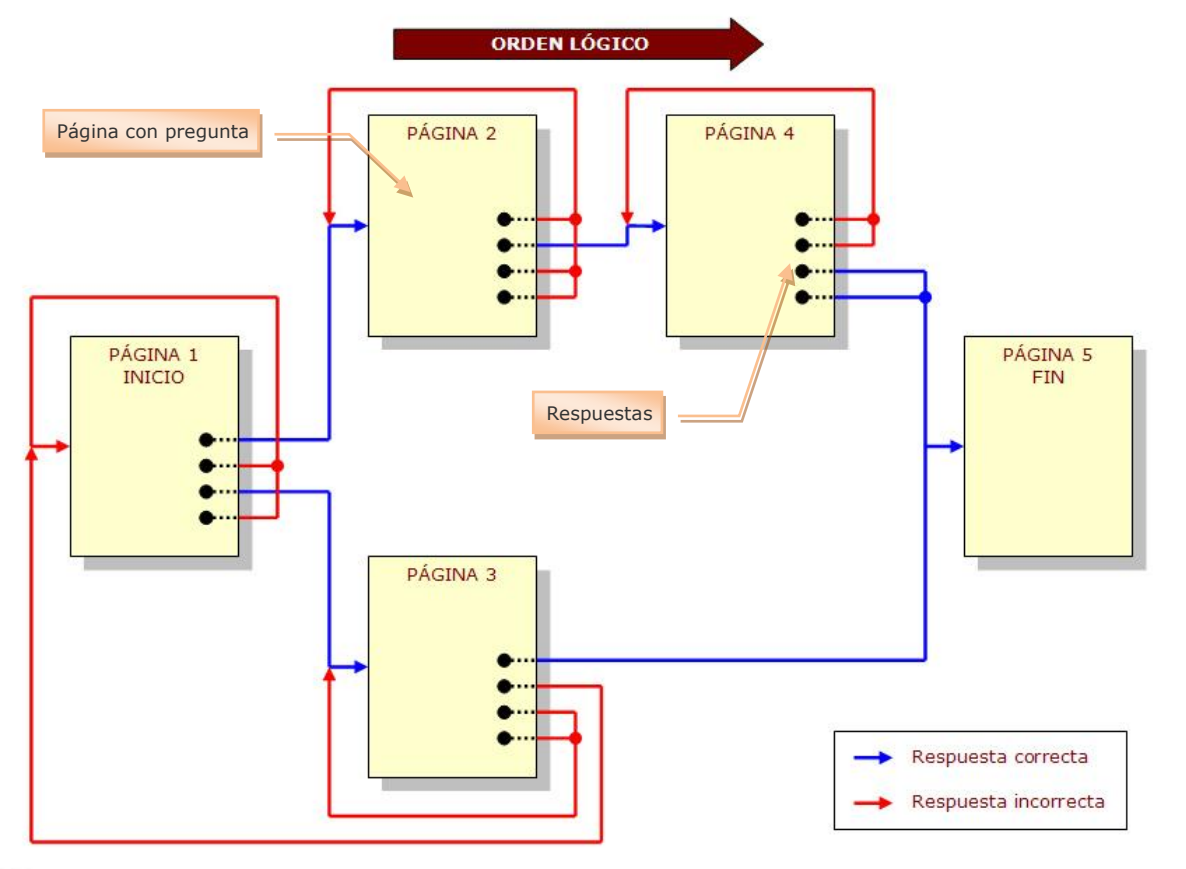 ORDEN LÓGICO
Página con pregunta
PÁGINA 2
PÁGINA 4
PÁGINA 1
INICIO
PÁGINA 5
FIN
Respuestas
PÁGINA 3
Respuesta correcta
Respuesta incorrecta